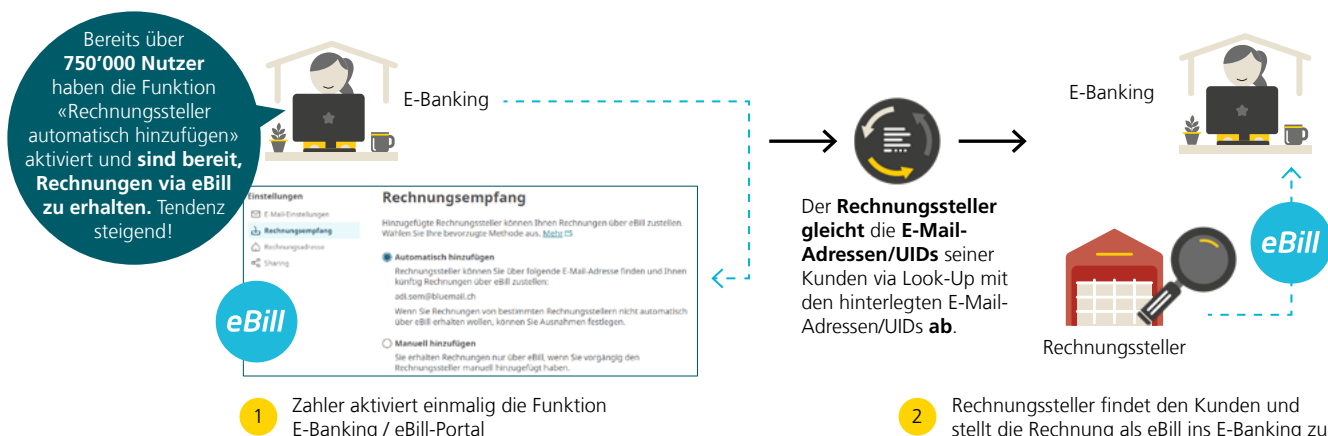 Bereits über
750’000 Nutzer
haben die Funktion
«Rechnungssteller
automatisch hinzufügen»
aktiviert und sind bereit,
Rechnungen via eBill
zu erhalten. Tendenz
steigend!
E-Banking
Einstellungen
E-Mail-Einstellungen
Rechnungsempfang
Rechnungsadresse
Sharing
Rechnungsempfang
Hinzugefügte Rechnungssteller können Ihnen Rechnungen über eBill zustellen.
Wählen Sie Ihre bevorzugte Methode aus. Mehr
Automatisch hinzufügen
Rechnungssteller können Sie über folgende E-Mail-Adresse finden und Ihnen
künftig Rechnungen über eBill zustellen:
adi.sem@bluemail.ch
Wenn Sie Rechnungen von bestimmten Rechnungsstellern nicht automatisch
über eBill erhalten wollen, können Sie Ausnahmen festlegen.
Manuell hinzufügen
Sie erhalten Rechnungen nur über eBill, wenn Sie vorgängig den
Rechnungssteller manuell hinzugefügt haben.
eBill
1 Zahler aktiviert einmalig die Funktion
E-Banking / eBill-Portal
Der Rechnungssteller
gleicht die E-Mail-
Adressen/UIDs seiner
Kunden via Look-Up mit
den hinterlegten E-Mail-
Adressen/UIDs ab.
E-Banking
eBill
Rechnungssteller
2 Rechnungssteller findet den Kunden und
stellt die Rechnung als eBill ins E-Banking zu